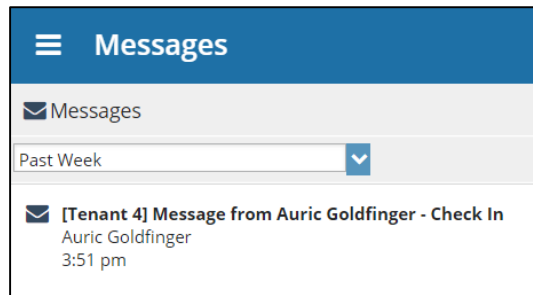 Messages
Messages
Past Week
[Tenant 4] Message from Auric Goldfinger - Check In
Auric Goldfinger
3:51 pm